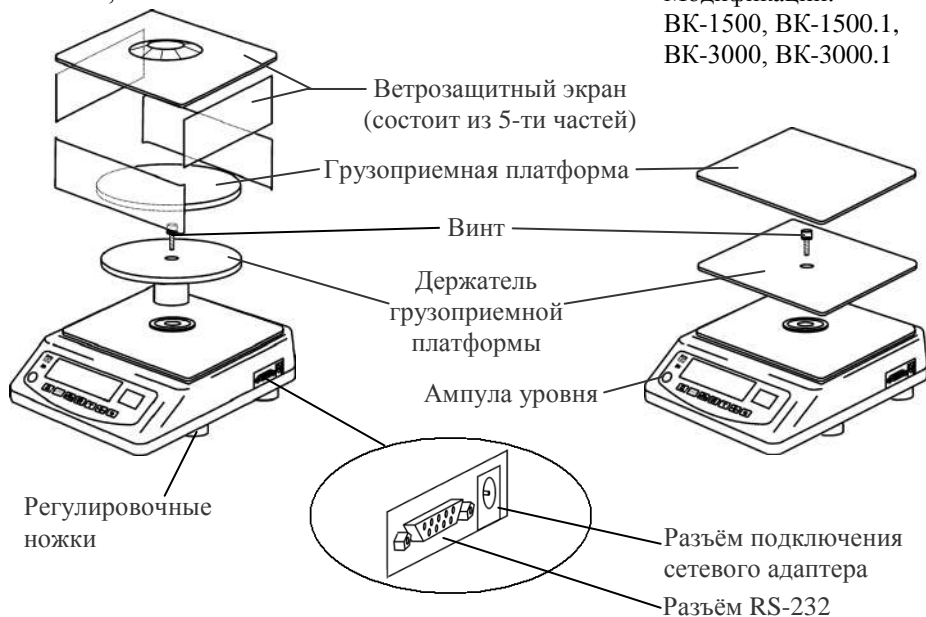 Модификации:
ВК-1500, ВК-1500.1,
ВК-3000, ВК-3000.1
Ветрозащитный экран
(состоит из 5-ти частей)
Грузоприемная платформа
Винт
Держатель
грузоприемной
платформы
Ампула уровня
Регулировочные
ножки
Разъём подключения
сетевого адаптера
Разъём RS-232